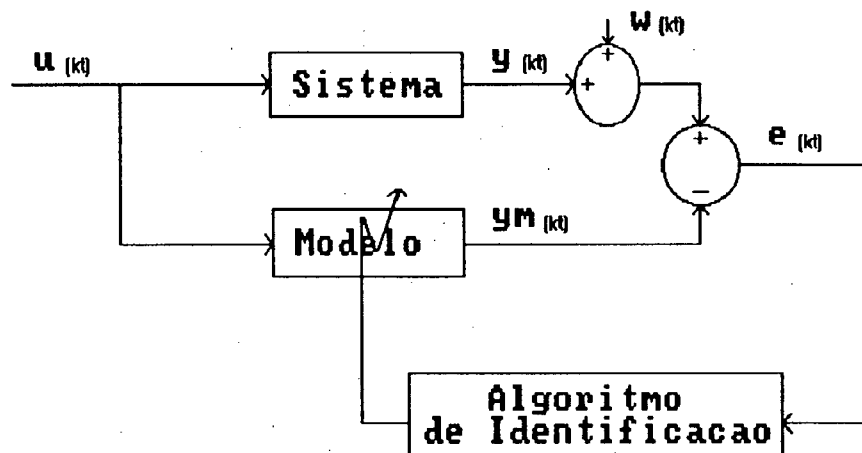 w (kt)
u (kt)
y (kt)
+
Sistema
+
+
e (kt)
−
Modelo
ym (kt)
Algoritmo
de Identificacao